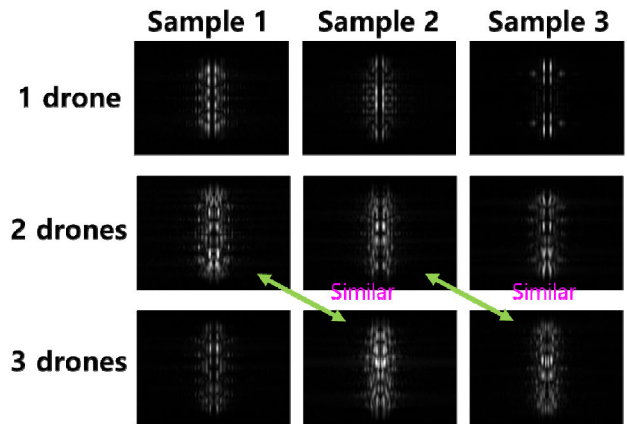 Sample 1 Sample 2 Sample 3
1 drone
2 drones
Similar Similar
3 drones